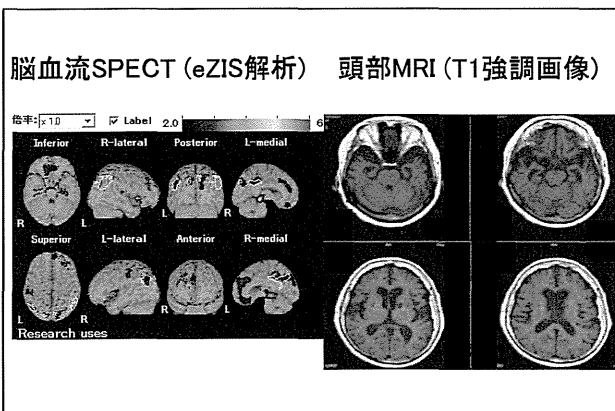 脳血流SPECT (eZIS解析)
頭部MRI (T1強調画像)
倍率: x 1.0 Label 2.0 6
Inferior R-lateral Posterior L-medial
R L L R
Superior L-lateral Anterior R-medial
L R L
Research uses